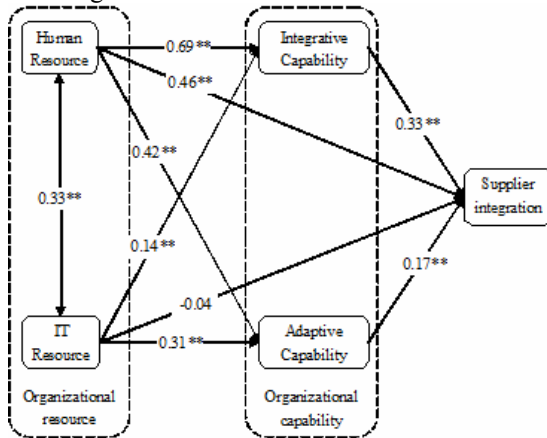 Human
Resource
0.69**
Integrative
Capability
0.46**
0.33**
0.42**
Supplier
integration
0.33**
0.14**
0.17**
-0.04
IT
Resource
0.31**
Adaptive
Capability
Organizational
resource
Organizational
capability